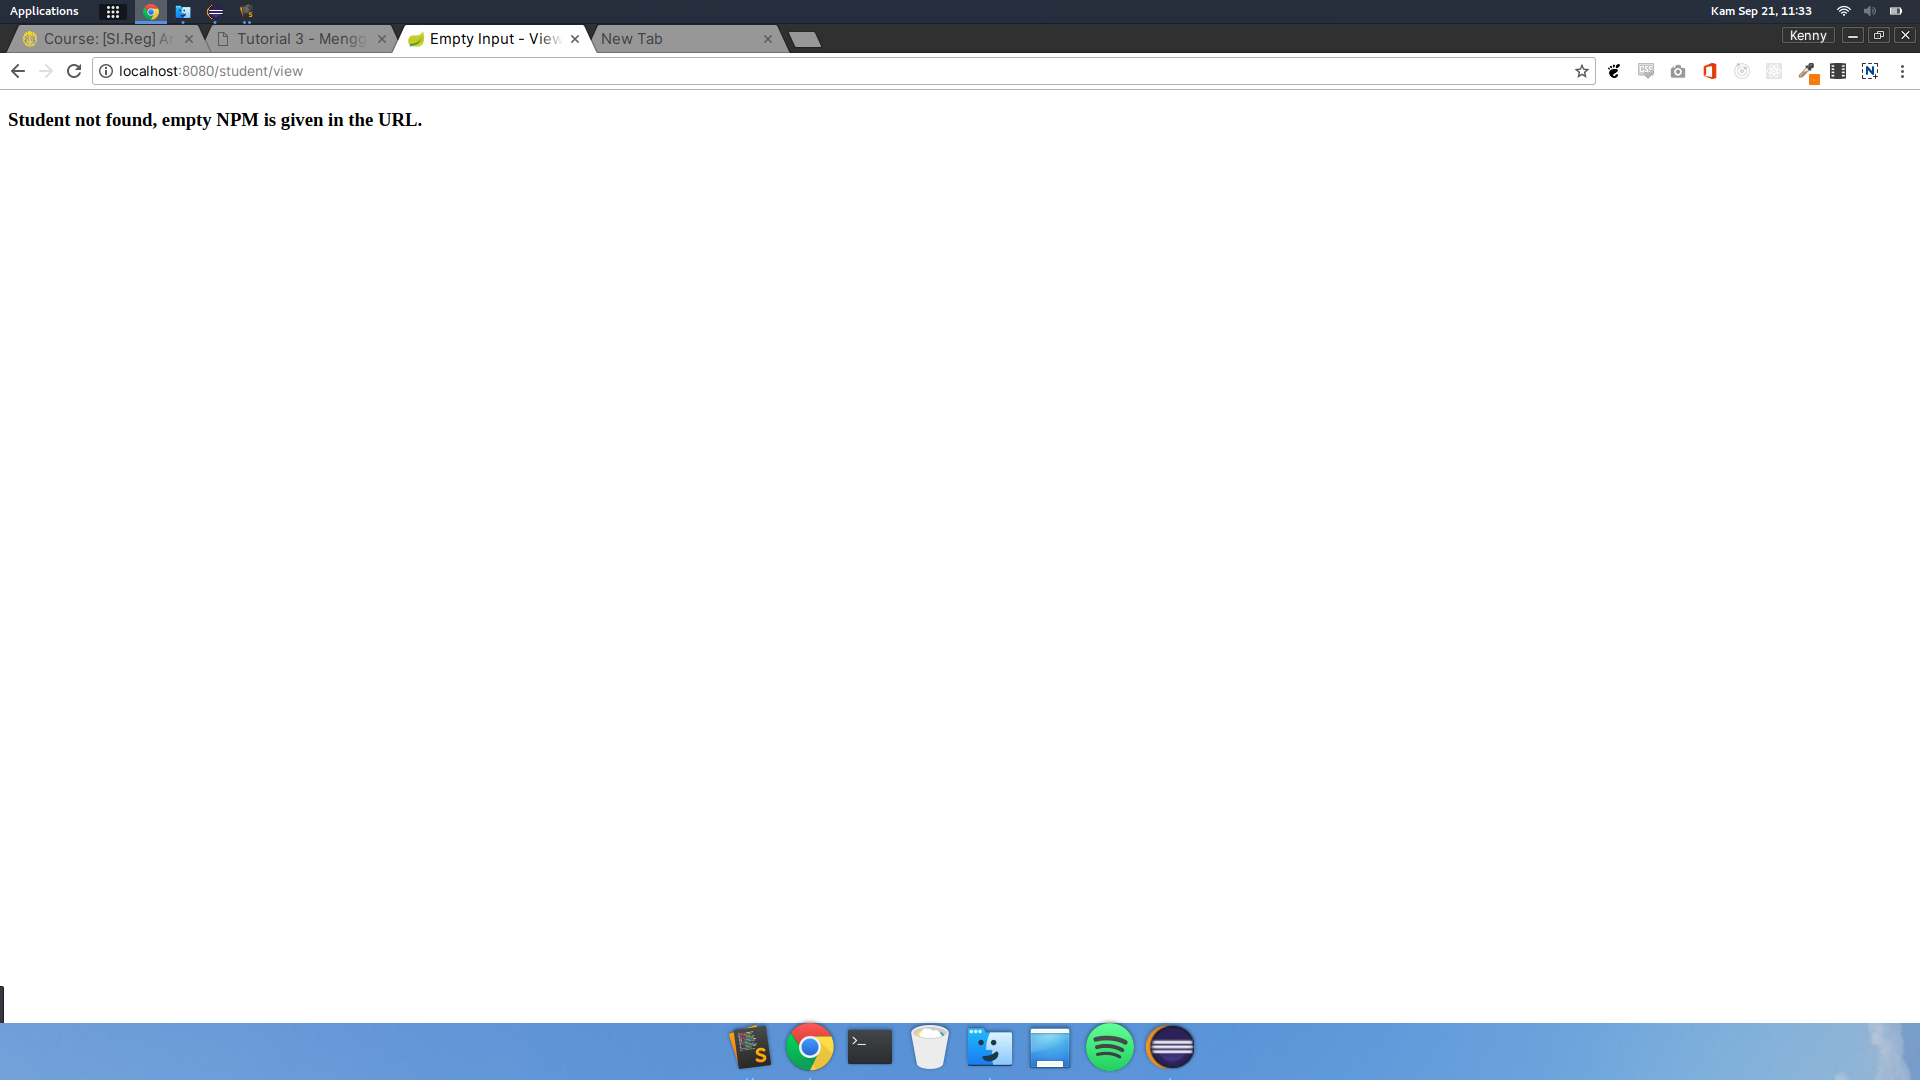 Applications
Kam Sep 21, 11:33
Course: [SI.Reg] Ar
Tutorial 3 - Mengg
Empty Input - View
New Tab
Kenny
localhost:8080/student/view
Student not found, empty NPM is given in the URL.